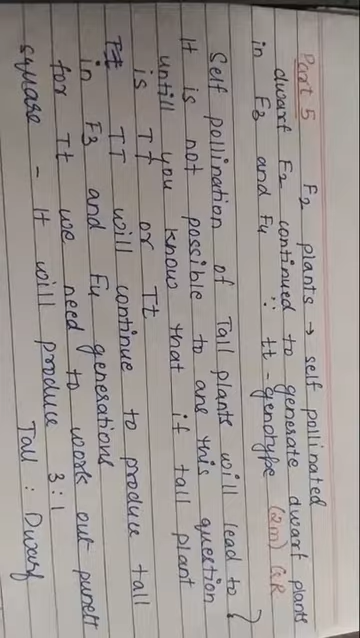 Part 5 F2 plants → self pollinated
dwarf F2 continued to generate dwarf plants
in F3 and F4 ∵ tt - genotype (2m) GR
Self pollination of Tall plants will lead to?
It is not possible to ans this question
untill you know that if tall plant
is TT or Tt
TT will continue to produce tall
in F3 and F4 generations
for Tt we need to work out punett
square - It will produce 3:1
Tall : Dwarf